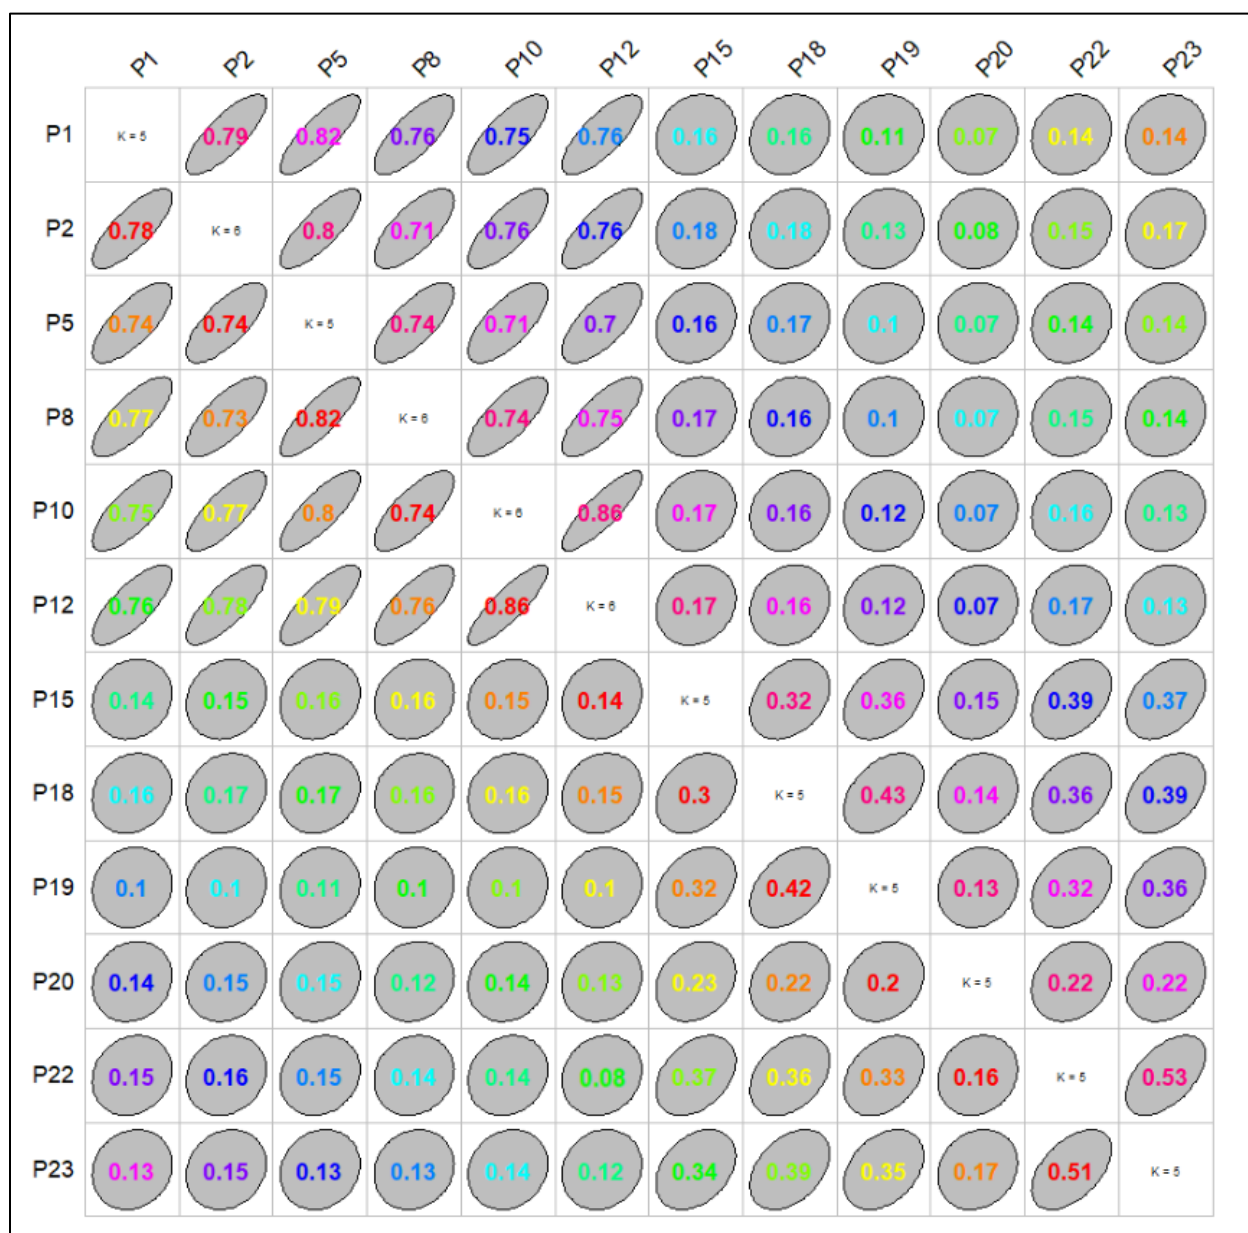 P1 P2 P5 P8 P10 P12 P15 P18 P19 P20 P22 P23
P1 K = 5 0.79 0.82 0.76 0.75 0.76 0.16 0.16 0.11 0.07 0.14 0.14
P2 0.78 K = 6 0.8 0.71 0.76 0.76 0.18 0.18 0.13 0.08 0.15 0.17
P5 0.74 0.74 K = 5 0.74 0.71 0.7 0.16 0.17 0.1 0.07 0.14 0.14
P8 0.77 0.73 0.82 K = 6 0.74 0.75 0.17 0.16 0.1 0.07 0.15 0.14
P10 0.75 0.77 0.8 0.74 K = 6 0.86 0.17 0.16 0.12 0.07 0.16 0.13
P12 0.76 0.78 0.79 0.76 0.86 K = 6 0.17 0.16 0.12 0.07 0.17 0.13
P15 0.14 0.15 0.16 0.16 0.15 0.14 K = 5 0.32 0.36 0.15 0.39 0.37
P18 0.16 0.17 0.17 0.16 0.16 0.15 0.3 K = 5 0.43 0.14 0.36 0.39
P19 0.1 0.1 0.11 0.1 0.1 0.1 0.32 0.42 K = 5 0.13 0.32 0.36
P20 0.14 0.15 0.15 0.12 0.14 0.13 0.23 0.22 0.2 K = 5 0.22 0.22
P22 0.15 0.16 0.15 0.14 0.14 0.08 0.37 0.36 0.33 0.16 K = 5 0.53
P23 0.13 0.15 0.13 0.13 0.14 0.12 0.34 0.39 0.35 0.17 0.51 K = 5